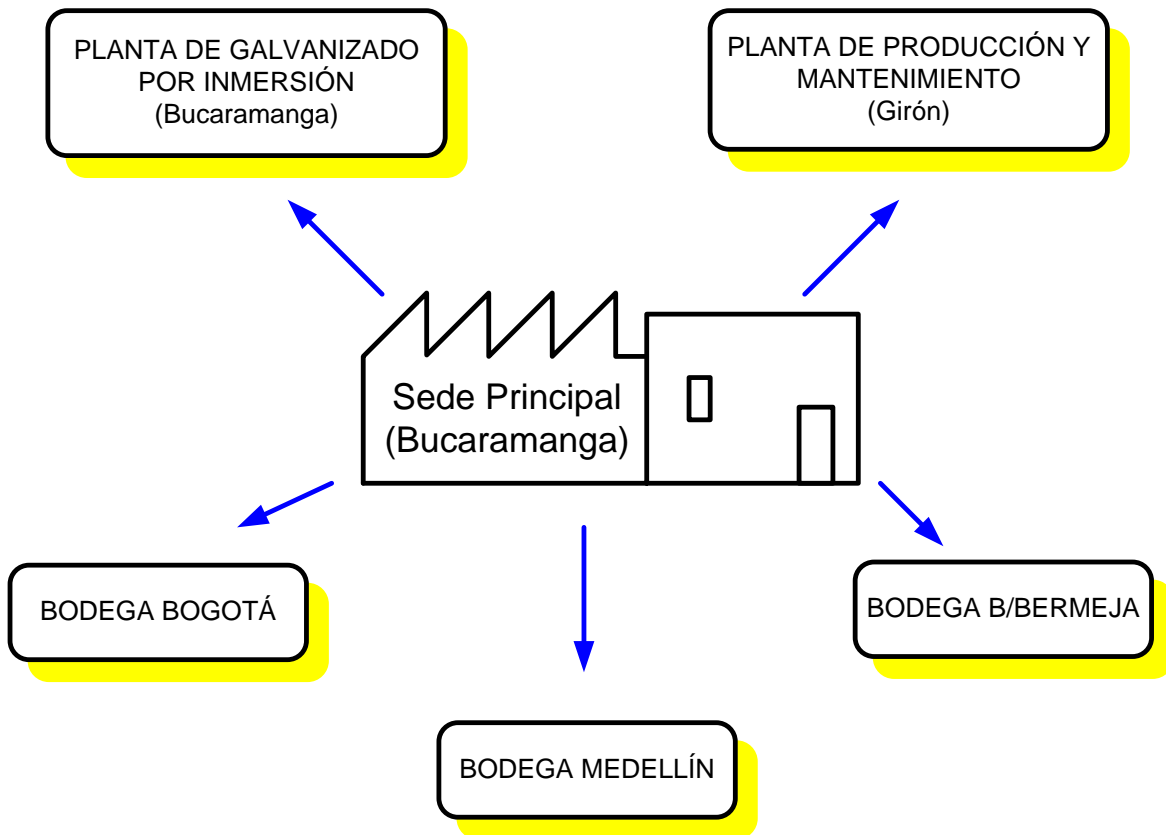 PLANTA DE GALVANIZADO
POR INMERSIÓN
(Bucaramanga)
PLANTA DE PRODUCCIÓN Y
MANTENIMIENTO
(Girón)
Sede Principal
(Bucaramanga)
BODEGA BOGOTÁ
BODEGA B/BERMEJA
BODEGA MEDELLÍN